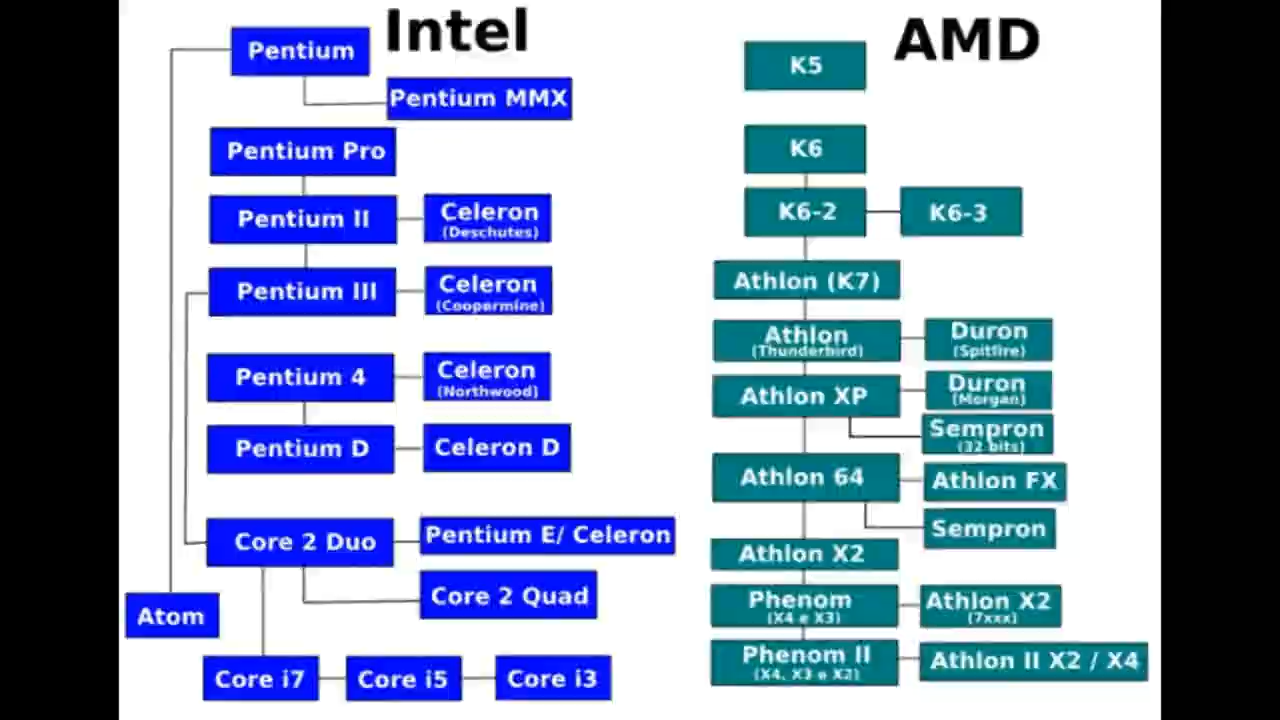 Intel
Pentium
Pentium MMX
Pentium Pro
Pentium II
Celeron
(Deschutes)
Pentium III
Celeron
(Coopermine)
Pentium 4
Celeron
(Northwood)
Pentium D
Celeron D
Core 2 Duo
Pentium E/ Celeron
Core 2 Quad
Atom
Core i7
Core i5
Core i3
AMD
K5
K6
K6-2
K6-3
Athlon (K7)
Athlon
(Thunderbird)
Duron
(Spitfire)
Athlon XP
Duron
(Morgan)
Sempron
(32 bits)
Athlon 64
Athlon FX
Sempron
Athlon X2
Phenom
(X4 e X3)
Athlon X2
(7xxx)
Phenom II
(X4, X3 e X2)
Athlon II X2 / X4